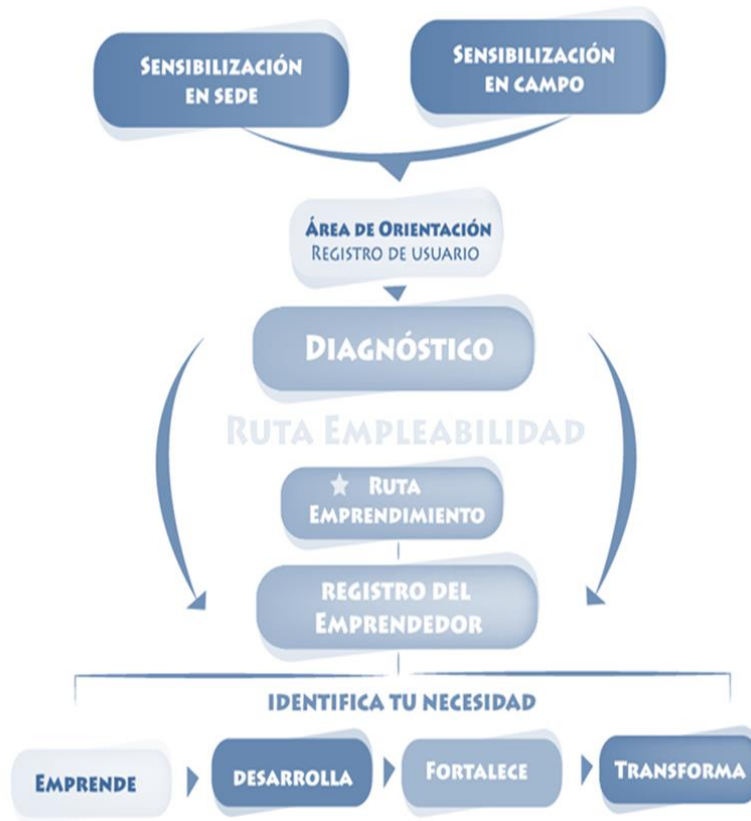 SENSIBILIZACIÓN
EN SEDE
SENSIBILIZACIÓN
EN CAMPO
ÁREA DE ORIENTACIÓN
REGISTRO DE USUARIO
DIAGNÓSTICO
RUTA EMPLEABILIDAD
RUTA
EMPRENDIMIENTO
REGISTRO DEL
EMPRENDEDOR
IDENTIFICA TU NECESIDAD
EMPRENDE
DESARROLLA
FORTALECE
TRANSFORMA